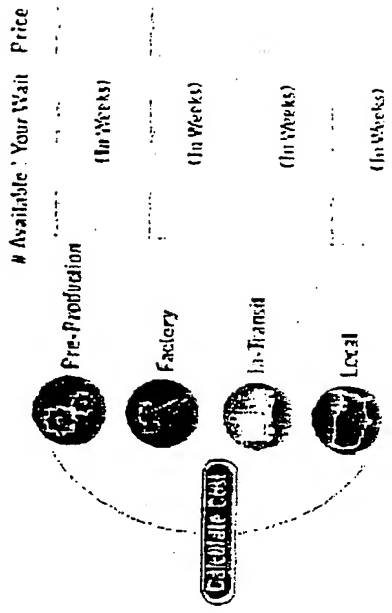 # Available Your Wait Price
Pre-Production
(In Weeks)
Factory
(In Weeks)
In-Transit
(In Weeks)
Local
(In Weeks)
Calculate